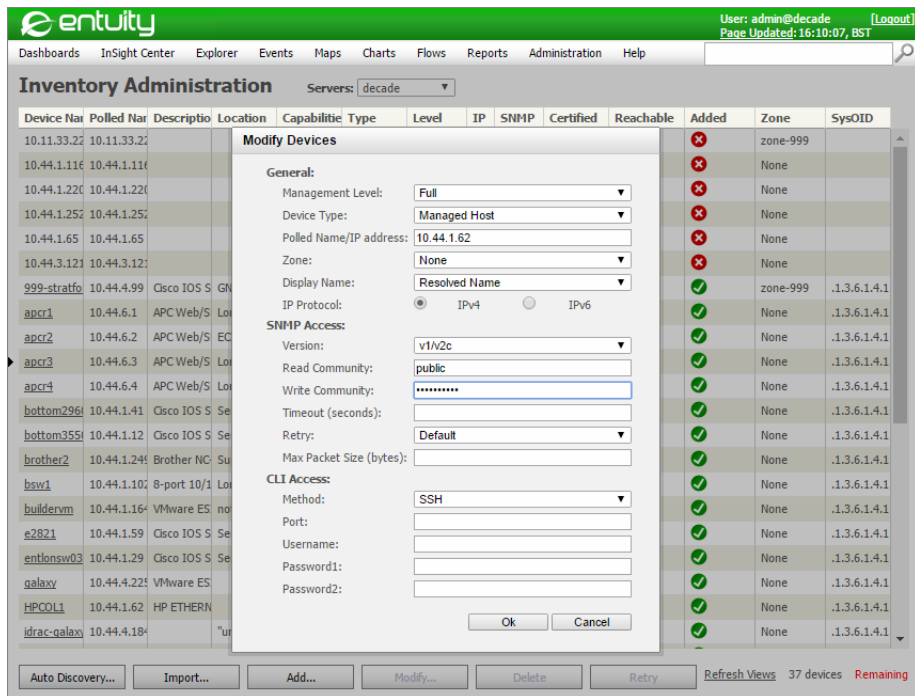 entuity
User: admin@decade [Logout]
Page Updated: 16:10:07, BST
Dashboards InSight Center Explorer Events Maps Charts Flows Reports Administration Help
Inventory Administration Servers: decade
Device Nar Polled Nar Descriptio Location Capabilitie Type Level IP SNMP Certified Reachable Added Zone SysOID
10.11.33.22 10.11.33.22 zone-999
10.44.1.116 10.44.1.116 None
10.44.1.220 10.44.1.220 None
10.44.1.252 10.44.1.252 None
10.44.1.65 10.44.1.65 None
10.44.3.121 10.44.3.121 None
999-stratfo 10.44.4.99 Cisco IOS S GN zone-999 .1.3.6.1.4.1
apcr1 10.44.6.1 APC Web/S Lo None .1.3.6.1.4.1
apcr2 10.44.6.2 APC Web/S EC None .1.3.6.1.4.1
apcr3 10.44.6.3 APC Web/S Lo None .1.3.6.1.4.1
apcr4 10.44.6.4 APC Web/S Lo None .1.3.6.1.4.1
bottom296 10.44.1.41 Cisco IOS S Se None .1.3.6.1.4.1
bottom355 10.44.1.12 Cisco IOS S Se None .1.3.6.1.4.1
brother2 10.44.1.249 Brother NC- Su None .1.3.6.1.4.1
bsw1 10.44.1.102 8-port 10/1 Lo None .1.3.6.1.4.1
buildervm 10.44.1.164 VMware ES no None .1.3.6.1.4.1
e2821 10.44.1.59 Cisco IOS S Se None .1.3.6.1.4.1
entlonsw03 10.44.1.29 Cisco IOS S Se None .1.3.6.1.4.1
galaxy 10.44.4.225 VMware ES None .1.3.6.1.4.1
HPCOL1 10.44.1.62 HP ETHERN None .1.3.6.1.4.1
idrac-galaxy 10.44.4.184 "ur None .1.3.6.1.4.1
Modify Devices
General:
Management Level: Full
Device Type: Managed Host
Polled Name/IP address: 10.44.1.62
Zone: None
Display Name: Resolved Name
IP Protocol: IPv4 IPv6
SNMP Access:
Version: v1/v2c
Read Community: public
Write Community: ••••••••••
Timeout (seconds):
Retry: Default
Max Packet Size (bytes):
CLI Access:
Method: SSH
Port:
Username:
Password1:
Password2:
Ok Cancel
Auto Discovery... Import... Add... Modify... Delete Retry Refresh Views 37 devices Remaining